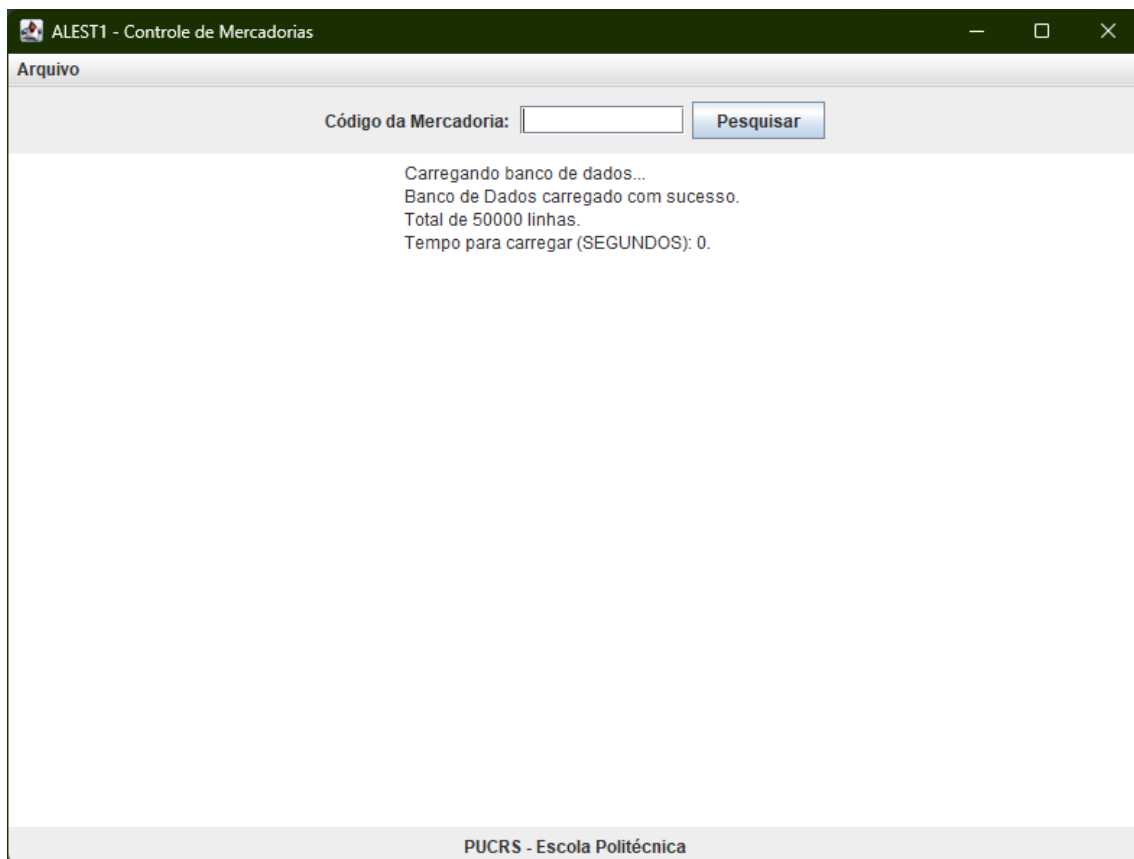 ALEST1 - Controle de Mercadorias
Arquivo
Código da Mercadoria: Pesquisar
Carregando banco de dados...
Banco de Dados carregado com sucesso.
Total de 50000 linhas.
Tempo para carregar (SEGUNDOS): 0.
PUCRS - Escola Politécnica